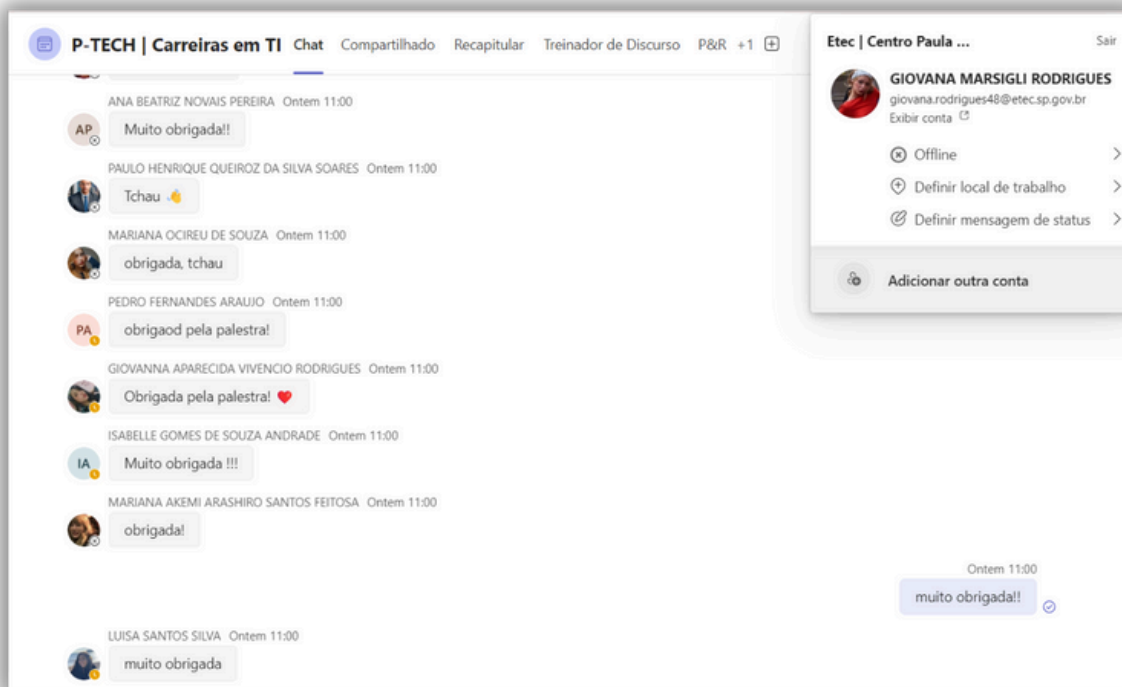 P-TECH | Carreiras em TI Chat Compartilhado Recapitular Treinador de Discurso P&R +1
ANA BEATRIZ NOVAIS PEREIRA Ontem 11:00
AP
Muito obrigada!!
PAULO HENRIQUE QUEIROZ DA SILVA SOARES Ontem 11:00
Tchau 👋
MARIANA OCIREU DE SOUZA Ontem 11:00
obrigada, tchau
PEDRO FERNANDES ARAUJO Ontem 11:00
PA
obrigaod pela palestra!
GIOVANNA APARECIDA VIVENCIO RODRIGUES Ontem 11:00
Obrigada pela palestra! ❤️
ISABELLE GOMES DE SOUZA ANDRADE Ontem 11:00
IA
Muito obrigada !!!
MARIANA AKEMI ARASHIRO SANTOS FEITOSA Ontem 11:00
obrigada!
Ontem 11:00
muito obrigada!!
LUISA SANTOS SILVA Ontem 11:00
muito obrigada
Etec | Centro Paula ... Sair
GIOVANA MARSIGLI RODRIGUES
giovana.rodrigues48@etec.sp.gov.br
Exibir conta
Offline
Definir local de trabalho
Definir mensagem de status
Adicionar outra conta